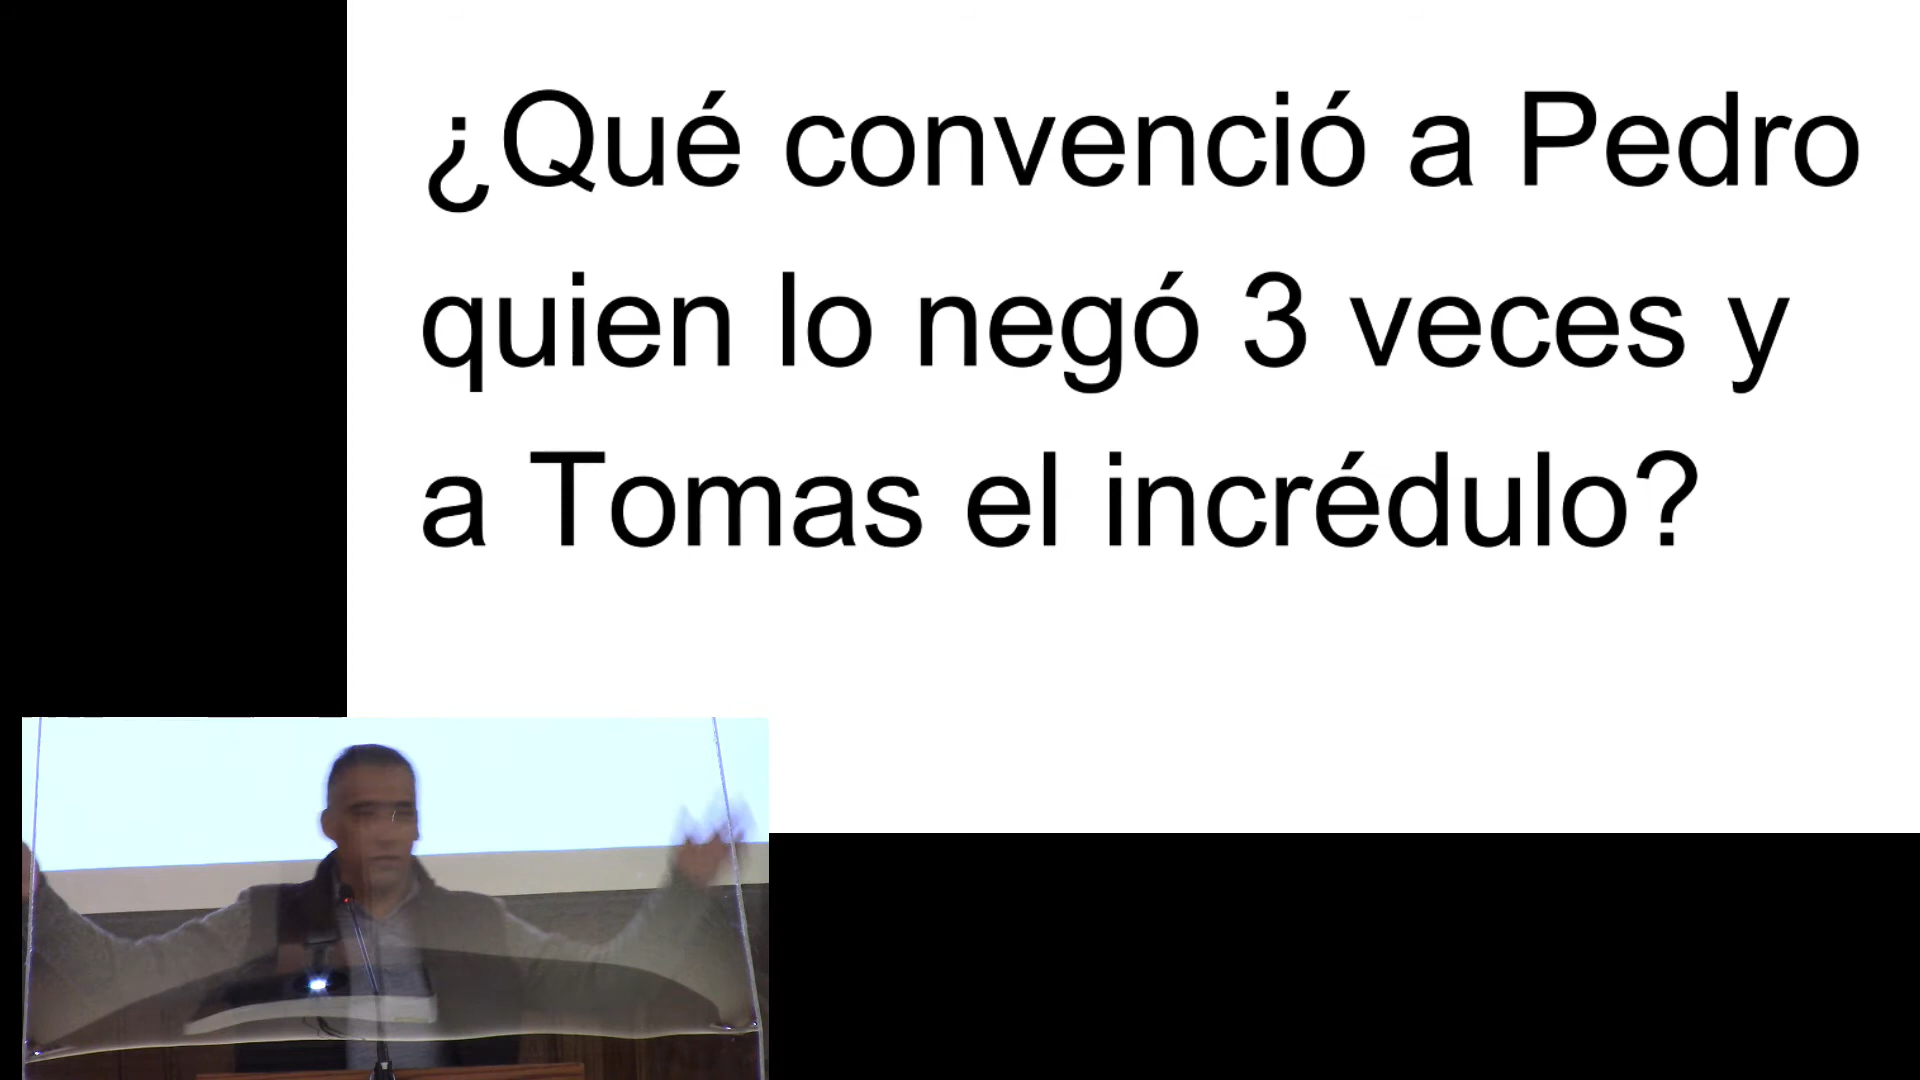 ¿Qué convenció a Pedro
quien lo negó 3 veces y
a Tomas el incrédulo?